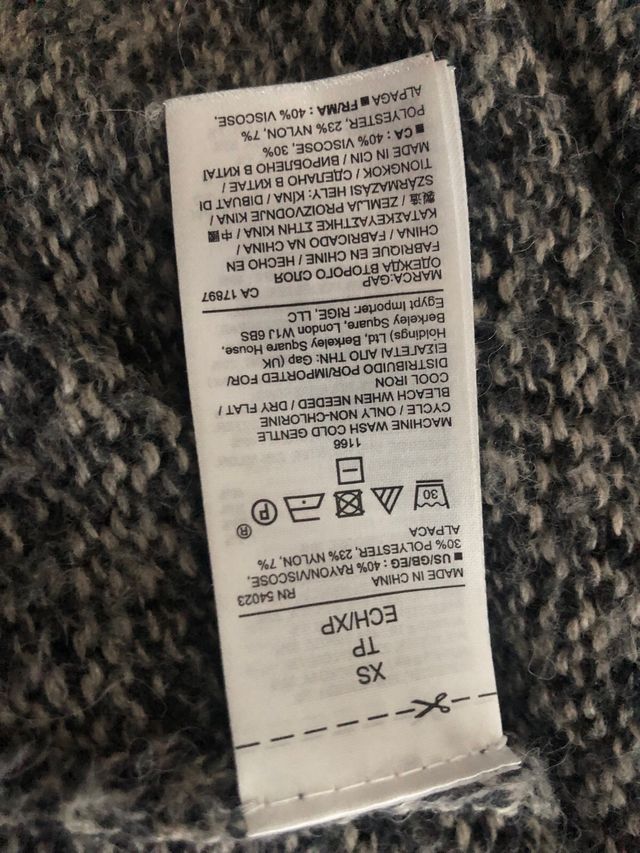 XS
TP
ECH/XP
MADE IN CHINA
RN 54023
■ US/GB/EG: 40% RAYON/VISCOSE,
30% POLYESTER, 23% NYLON, 7%
ALPACA
®
30
P
1166
MACHINE WASH COLD GENTLE
CYCLE / ONLY NON-CHLORINE
BLEACH WHEN NEEDED / DRY FLAT /
COOL IRON
DISTRIBUIDO POR/IMPORTED FOR/
ΕΙΣΑΓΕΤΑΙ ΑΠΟ ΤΗΝ: Gap (UK
Holdings) Ltd, Berkeley Square House,
Berkeley Square, London W1J 6BS
Egypt Importer: RIGE, LLC
CA 17897
МАРСА:GAP
ОДЕЖДА ВТОРОГО СЛОЯ
FABRIQUE EN CHINE / HECHO EN
CHINA / FABRICADO NA CHINA /
ΚΑΤΑΣΚΕΥΑΣΤΗΚΕ ΣΤΗΝ ΚΙΝΑ / 中國
製造 / ZEMLJA PROIZVODNJE KINA /
SZÁRMAZÁSI HELY: KÍNA / DIBUAT DI
TIONGKOK / СДЕЛАНО В КИТАЕ /
MADE IN CIN / ВИРОБЛЕНО В КИТАЇ
■ CA : 40% VISCOSE, 30%
POLYESTER, 23% NYLON, 7%
ALPAGA ■ FR/MA : 40% VISCOSE,